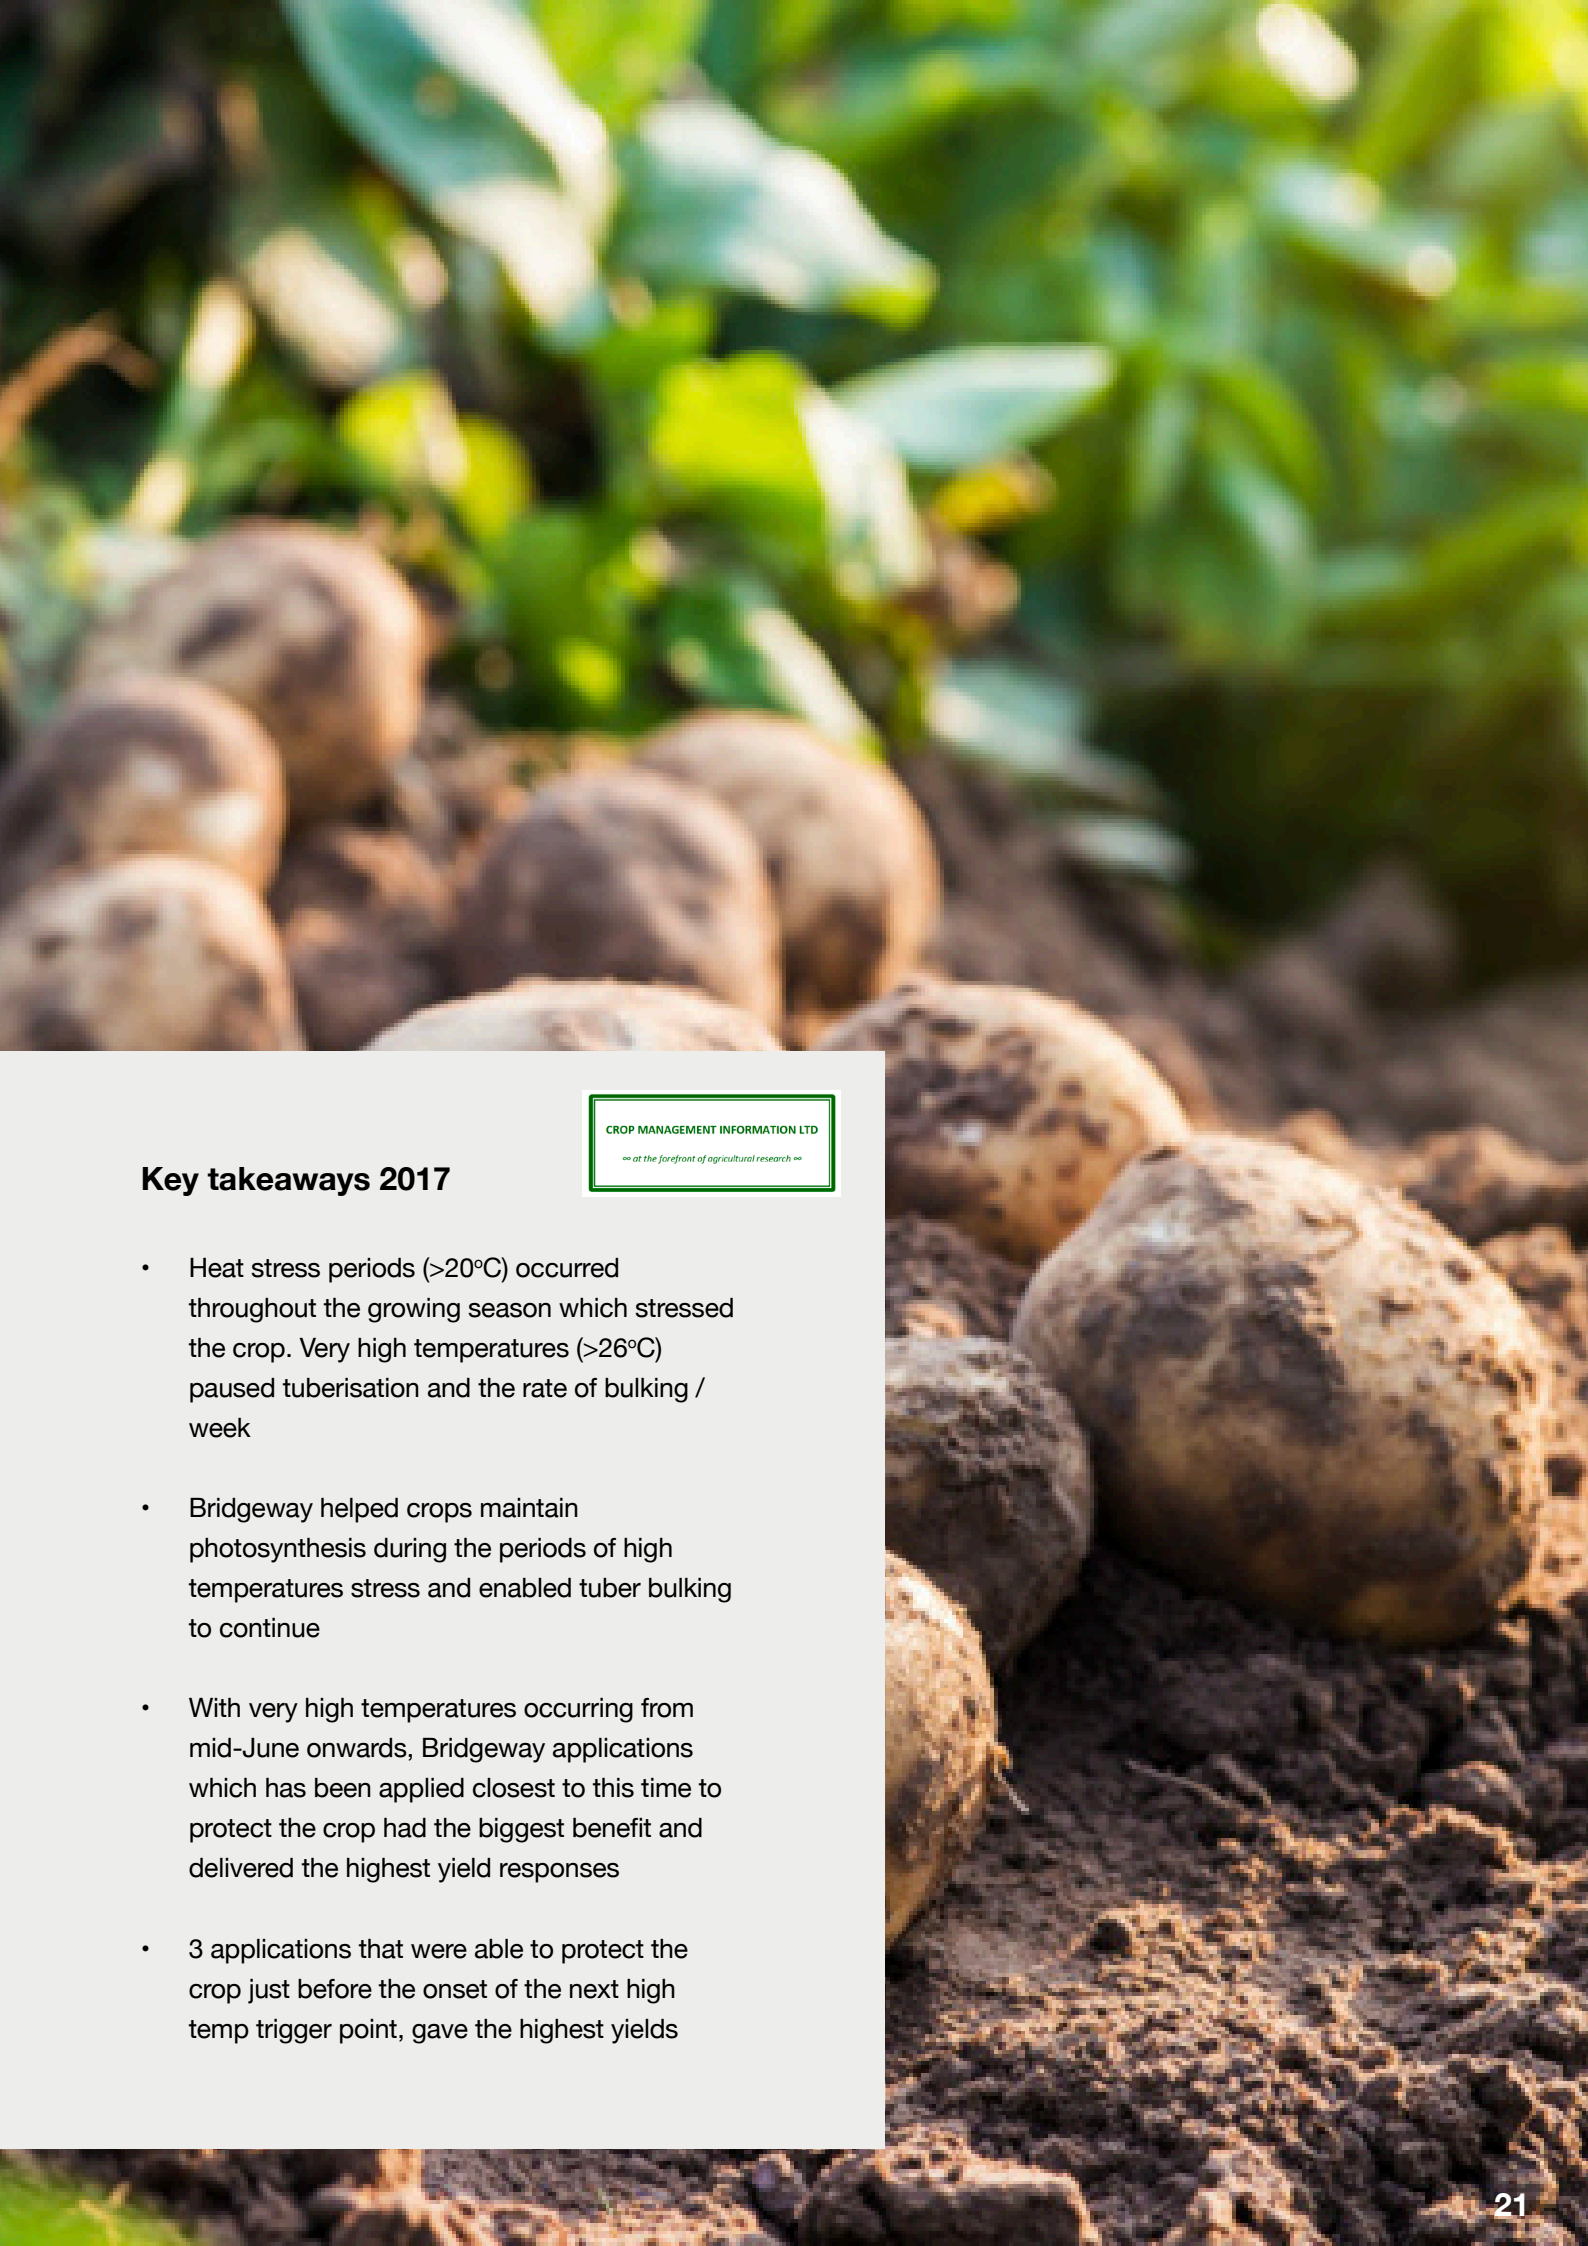 CROP MANAGEMENT INFORMATION LTD
∞ at the forefront of agricultural research ∞
Key takeaways 2017
• Heat stress periods (>20ºC) occurred
throughout the growing season which stressed
the crop. Very high temperatures (>26ºC)
paused tuberisation and the rate of bulking /
week
• Bridgeway helped crops maintain
photosynthesis during the periods of high
temperatures stress and enabled tuber bulking
to continue
• With very high temperatures occurring from
mid-June onwards, Bridgeway applications
which has been applied closest to this time to
protect the crop had the biggest benefit and
delivered the highest yield responses
• 3 applications that were able to protect the
crop just before the onset of the next high
temp trigger point, gave the highest yields
21